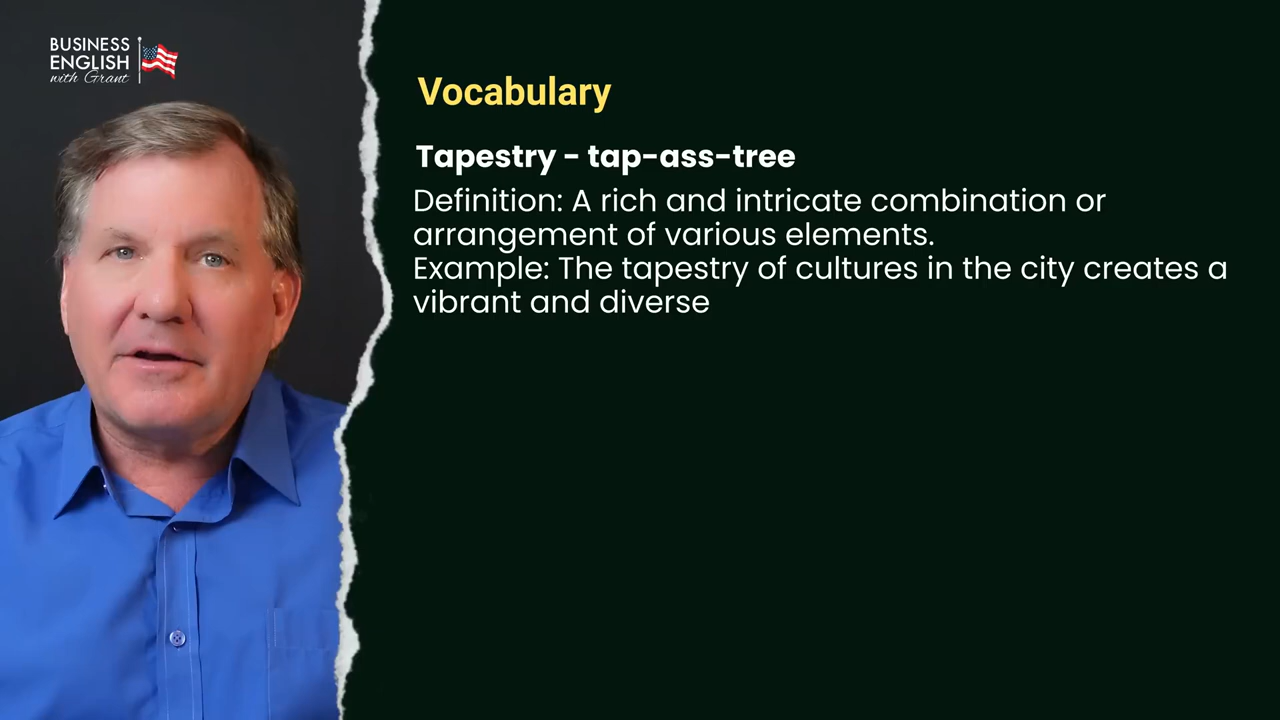 BUSINESS
ENGLISH
with Grant
Vocabulary
Tapestry - tap-ass-tree
Definition: A rich and intricate combination or
arrangement of various elements.
Example: The tapestry of cultures in the city creates a
vibrant and diverse